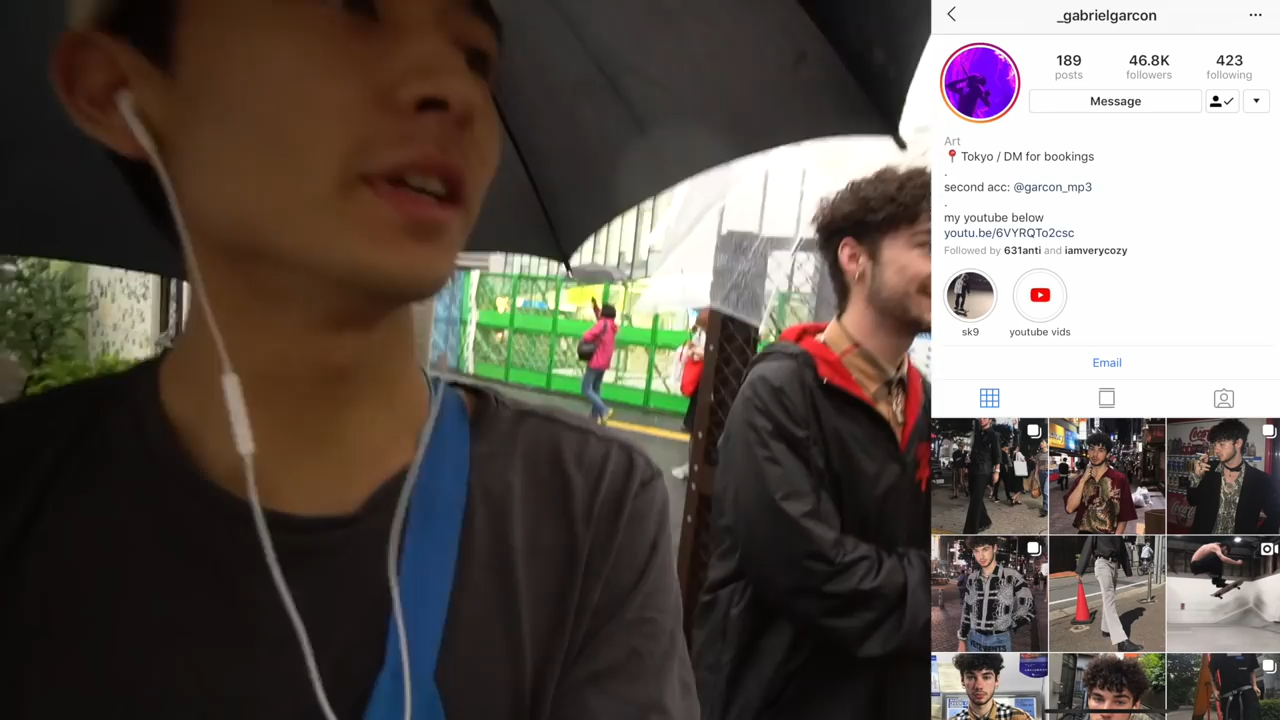 _gabrielgarcon
189
posts
46.8K
followers
423
following
Message
Art
📍 Tokyo / DM for bookings
.
second acc: @garcon_mp3
.
my youtube below
youtu.be/6VYRQTo2csc
Followed by 631anti and iamverycozy
sk9
youtube vids
Email